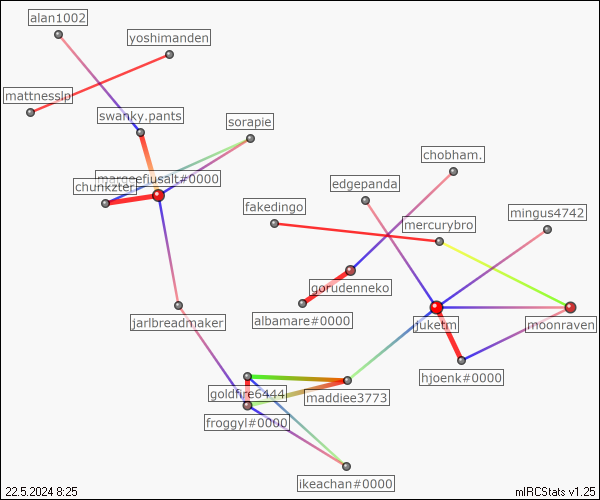 alan1002
yoshimanden
mattnesslp
swanky.pants
sorapie
margeefjusalt#0000
chunkzter
chobham.
edgepanda
fakedingo
mercurybro
mingus4742
gorudenneko
albamare#0000
jarlbreadmaker
juketm
moonraven
hjoenk#0000
goldfire6444
maddiee3773
froggyl#0000
ikeachan#0000
22.5.2024 8:25
mIRCStats v1.25